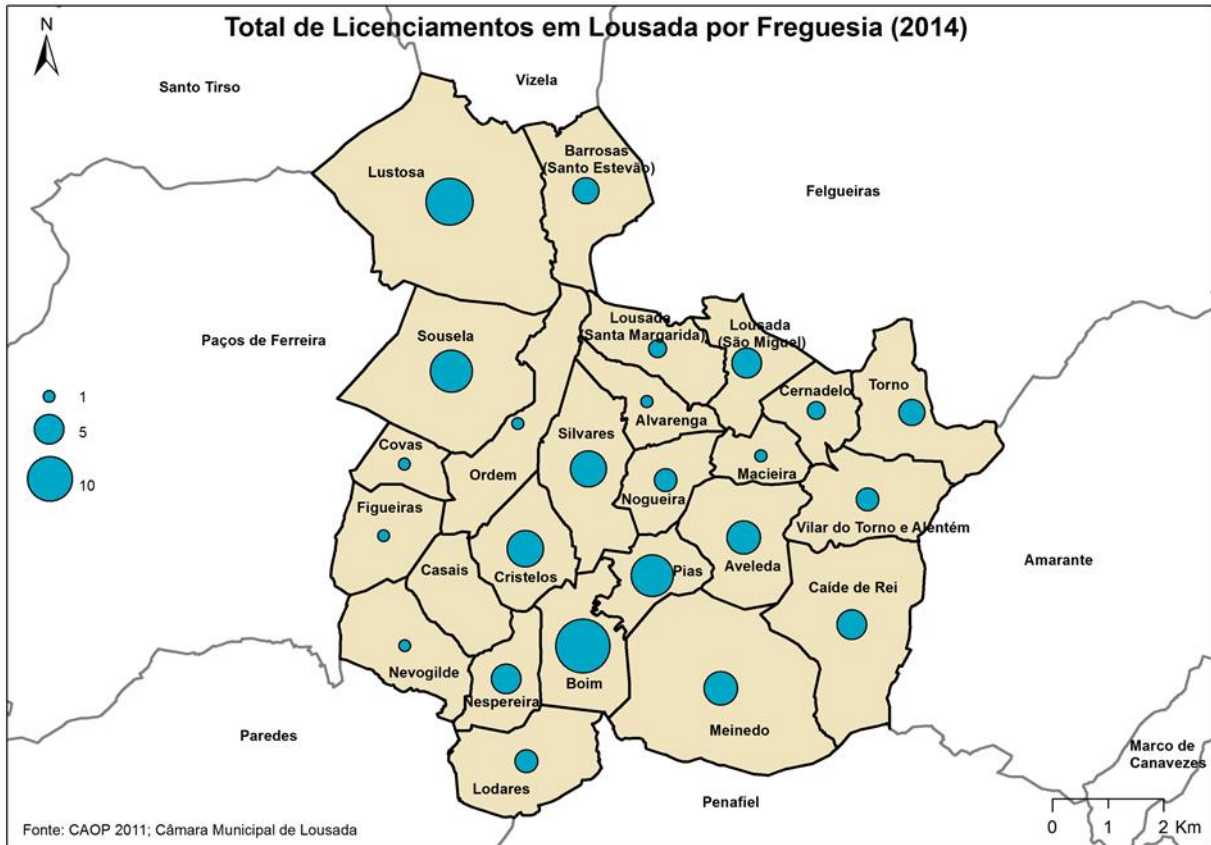 Total de Licenciamentos em Lousada por Freguesia (2014)
N
Santo Tirso
Vizela
Felgueiras
Barrosas
(Santo Estevão)
Lustosa
Paços de Ferreira
Sousela
Lousada
(Santa Margarida)
Lousada
(São Miguel)
Cernadelo
Torno
1
5
10
Covas
Ordem
Silvares
Alvarenga
Macieira
Nogueira
Figueiras
Vilar do Torno e Alentém
Casais
Cristelos
Pias
Aveleda
Caíde de Rei
Amarante
Nevogilde
Nespereira
Boim
Meinedo
Paredes
Lodares
Penafiel
Marco de
Canavezes
0 1 2 Km
Fonte: CAOP 2011; Câmara Municipal de Lousada